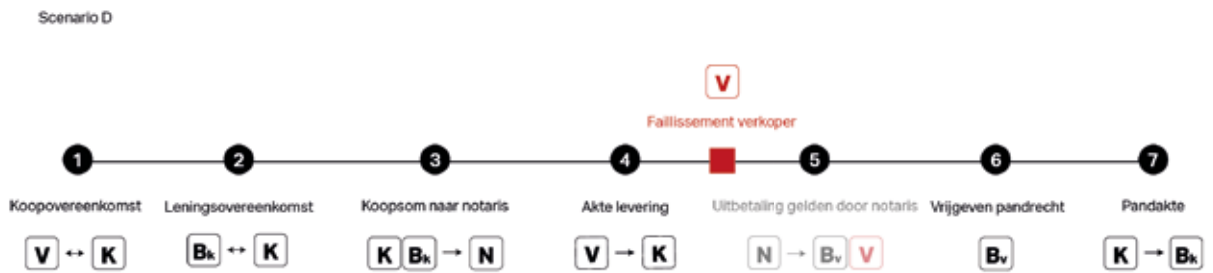 Scenario D
V
Faillissement verkoper
1 2 3 4 5 6 7
Koopovereenkomst Leningsovereenkomst Koopsom naar notaris Akte levering Uitbetaling gelden door notaris Vrijgeven pandrecht Pandakte
V ↔ K Bk ↔ K K Bk → N V → K N → Bv V Bv K → Bk